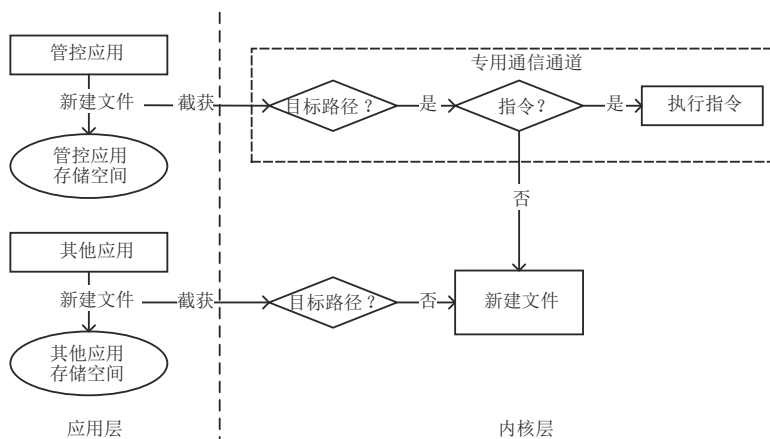 管控应用
新建文件
截获
管控应用
存储空间
专用通信通道
目标路径?
是
指令?
是
执行指令
否
其他应用
新建文件
截获
目标路径?
否
新建文件
其他应用
存储空间
应用层
内核层